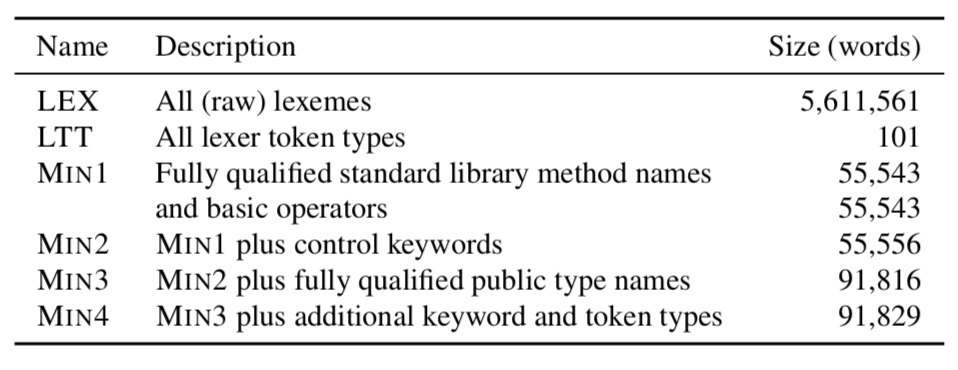 Name Description Size (words)
LEX All (raw) lexemes 5,611,561
LTT All lexer token types 101
MIN1 Fully qualified standard library method names 55,543
and basic operators 55,543
MIN2 MIN1 plus control keywords 55,556
MIN3 MIN2 plus fully qualified public type names 91,816
MIN4 MIN3 plus additional keyword and token types 91,829